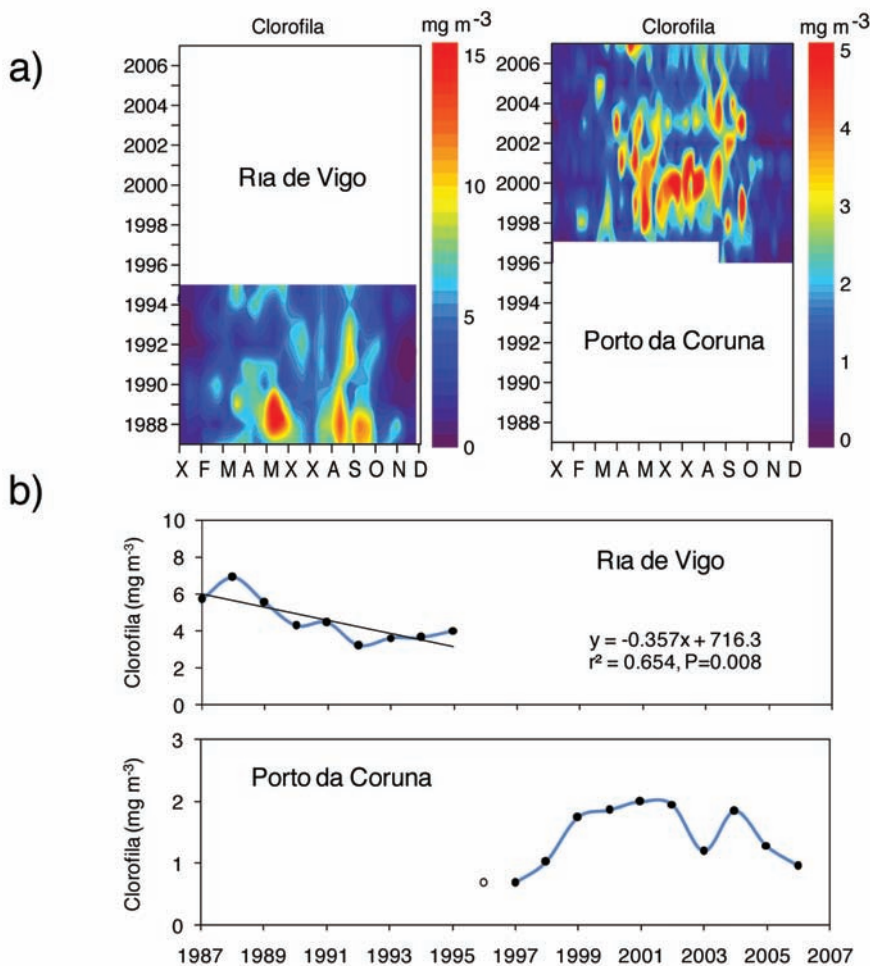 a)
Clorofila
mg m-3
2006
2004
2002
2000
1998
1996
1994
1992
1990
1988
Ria de Vigo
15
10
5
0
X F M A M X X A S O N D
Clorofila
mg m-3
2006
2004
2002
2000
1998
1996
1994
1992
1990
1988
Porto da Coruna
5
4
3
2
1
0
X F M A M X X A S O N D
b)
Clorofila (mg m-3)
10
8
6
4
2
0
Ria de Vigo
y = -0.357x + 716.3
r² = 0.654, P=0.008
Clorofila (mg m-3)
3
2
1
0
Porto da Coruna
1987 1989 1991 1993 1995 1997 1999 2001 2003 2005 2007